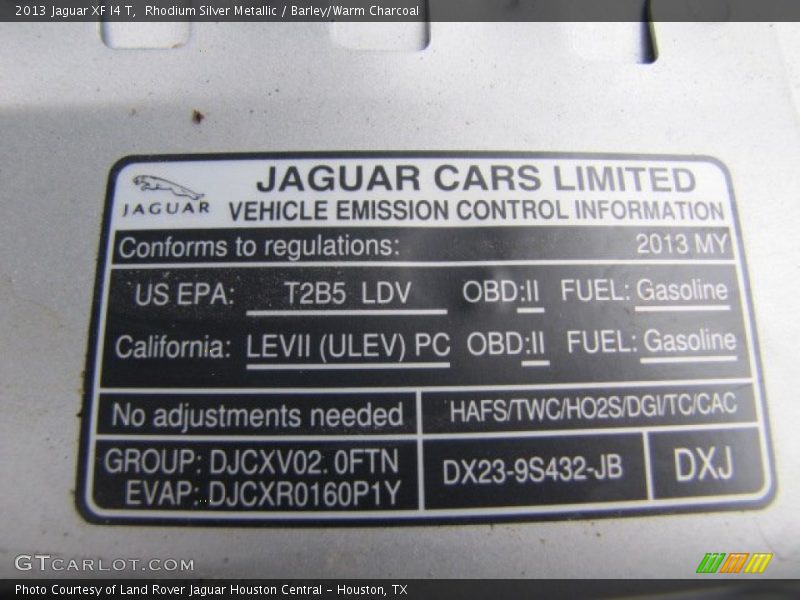 2013 Jaguar XF I4 T, Rhodium Silver Metallic / Barley/Warm Charcoal
JAGUAR
JAGUAR CARS LIMITED
VEHICLE EMISSION CONTROL INFORMATION
Conforms to regulations: 2013 MY
US EPA: T2B5 LDV OBD:II FUEL: Gasoline
California: LEVII (ULEV) PC OBD:II FUEL: Gasoline
No adjustments needed HAFS/TWC/HO2S/DGI/TC/CAC
GROUP: DJCXV02.0FTN
EVAP: DJCXR0160P1Y
DX23-9S432-JB
DXJ
GTCARLOT.COM
Photo Courtesy of Land Rover Jaguar Houston Central - Houston, TX